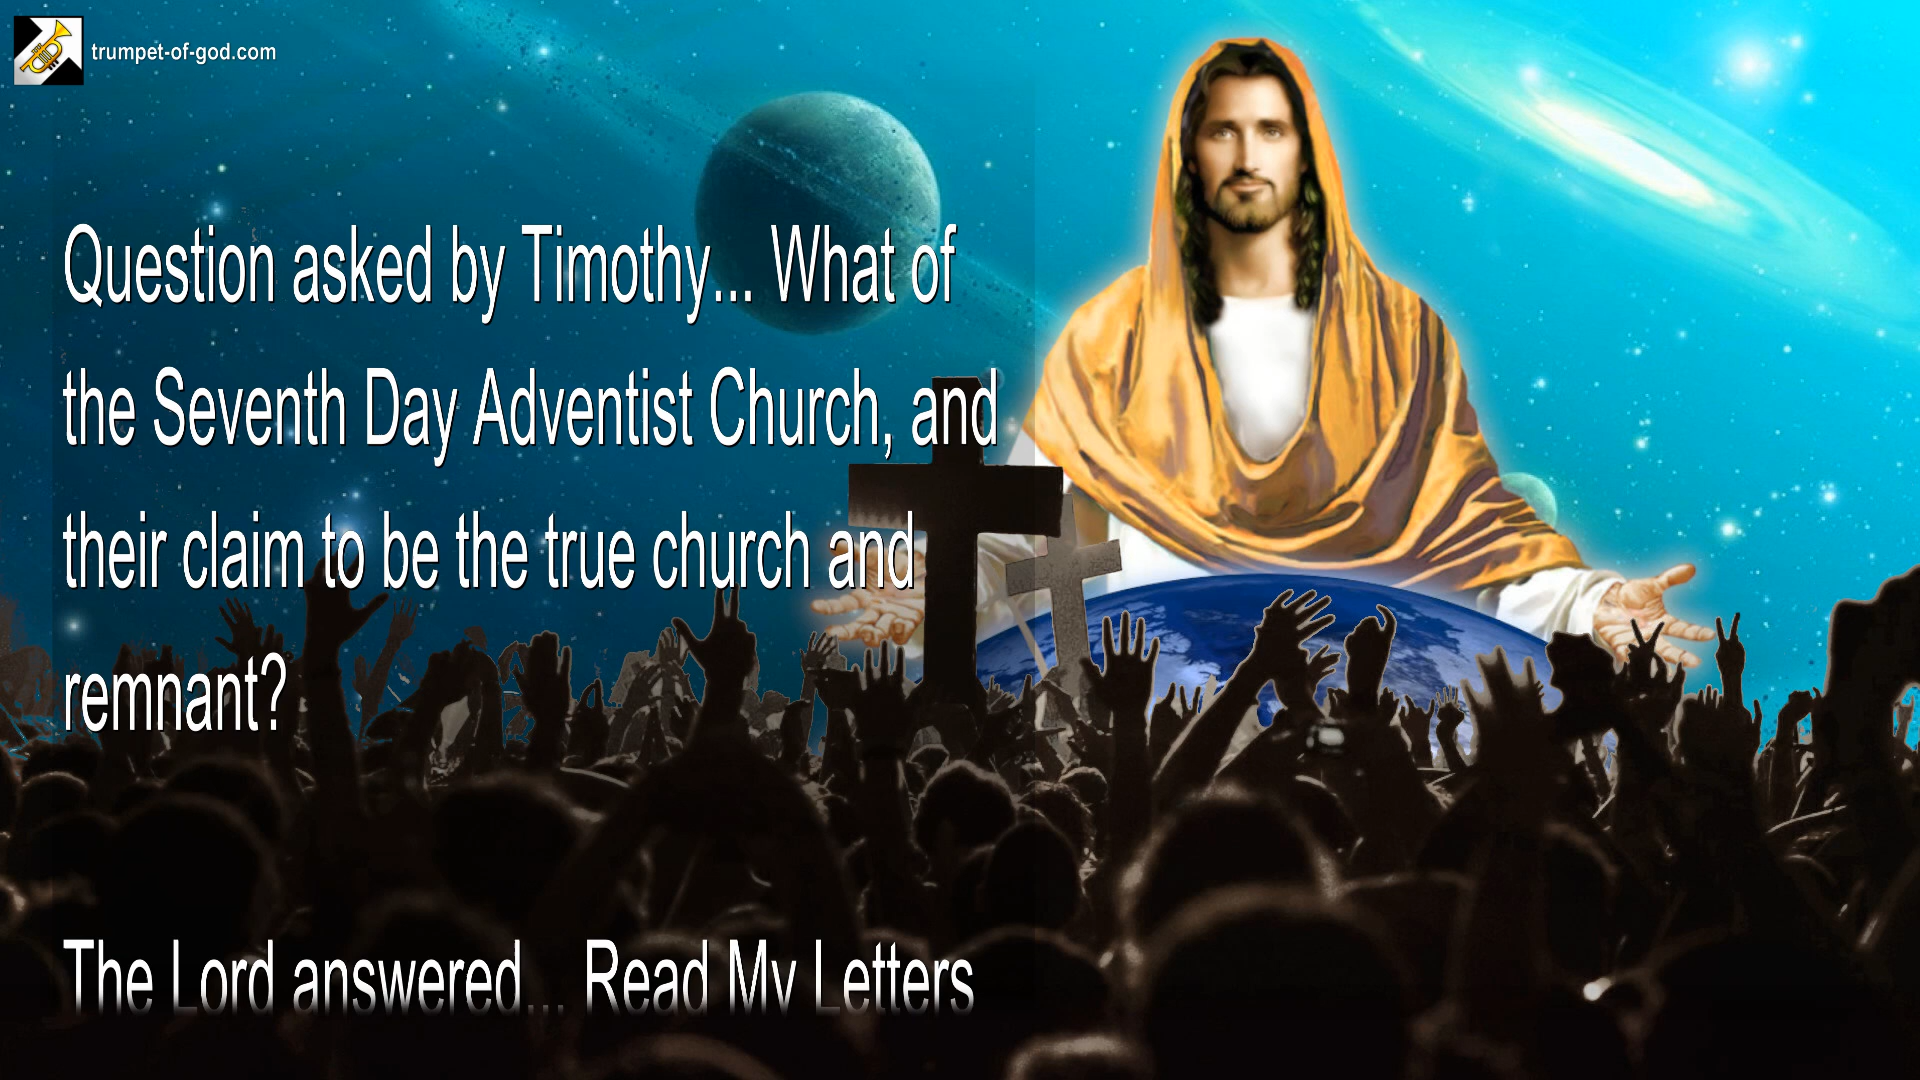 trumpet-of-god.com
Question asked by Timothy... What of
the Seventh Day Adventist Church, and
their claim to be the true church and
remnant?
The Lord answered... Read My Letters